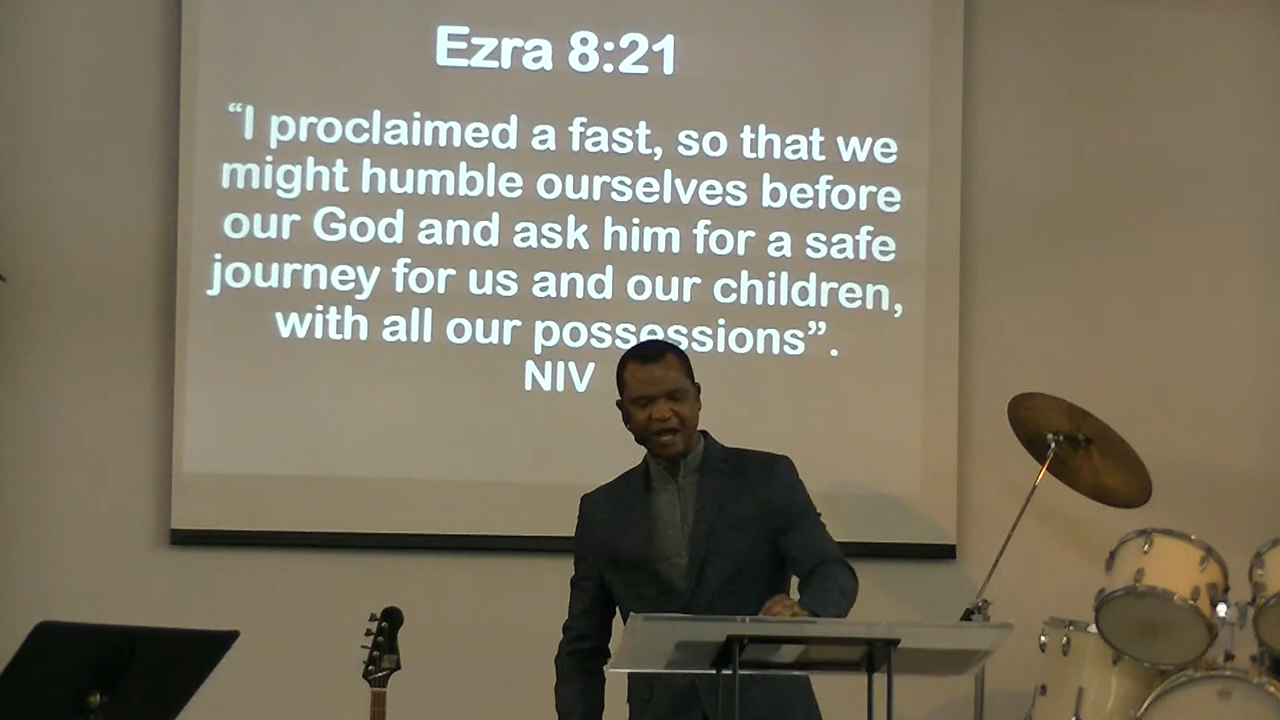 Ezra 8:21
“I proclaimed a fast, so that we
might humble ourselves before
our God and ask him for a safe
journey for us and our children,
with all our possessions”.
NIV